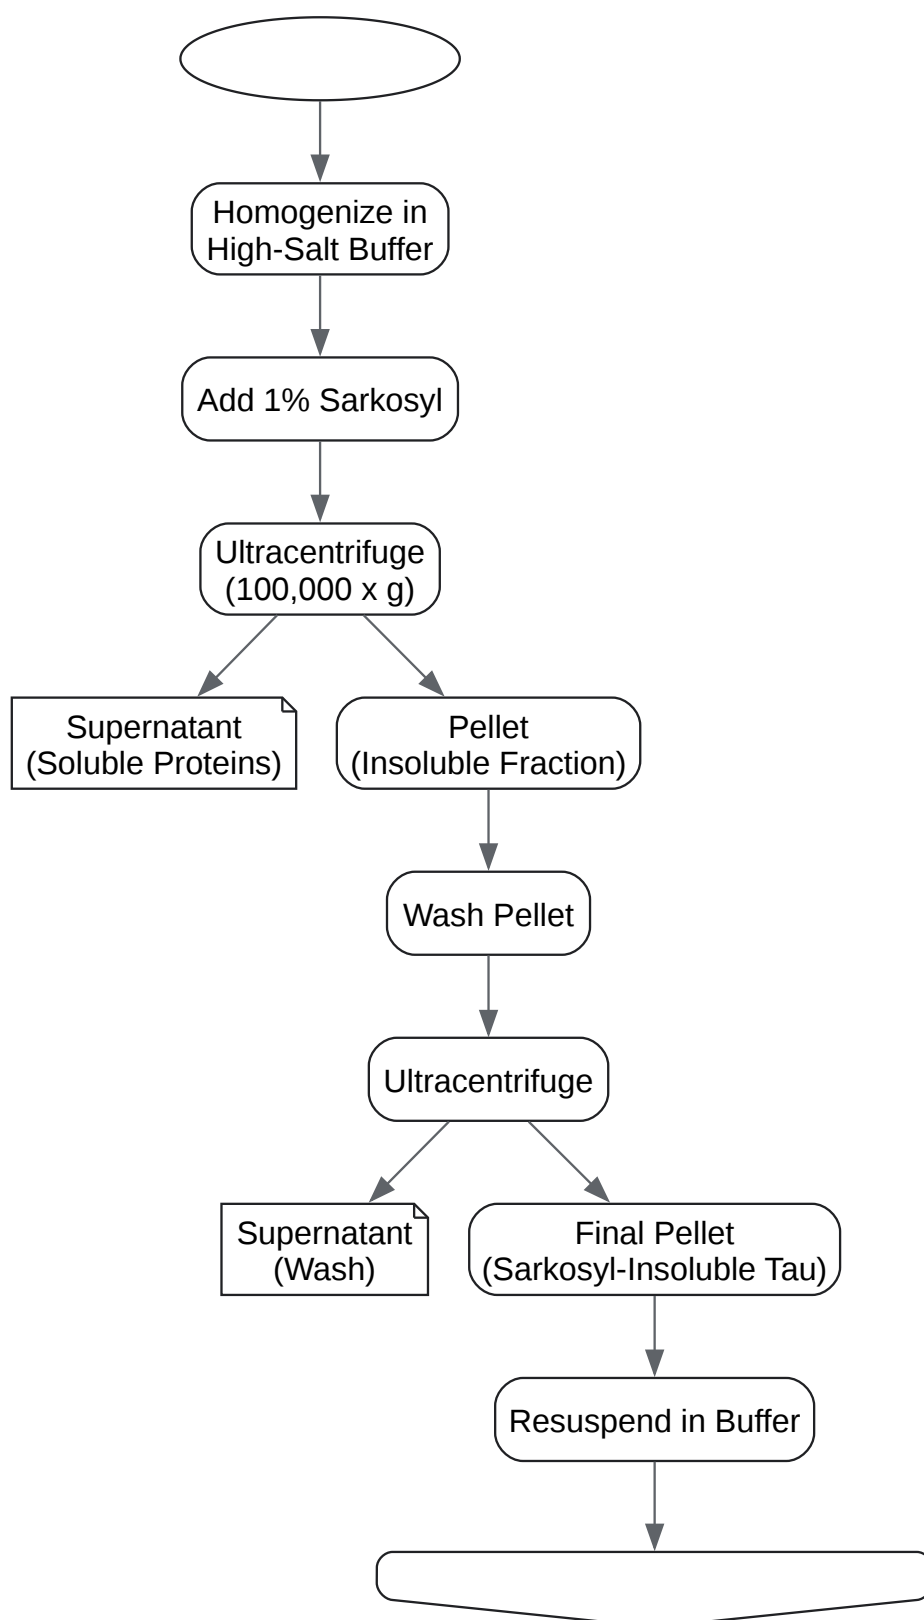 Homogenize in
High-Salt Buffer
Add 1% Sarkosyl
Ultracentrifuge
(100,000 x g)
Supernatant
(Soluble Proteins)
Pellet
(Insoluble Fraction)
Wash Pellet
Ultracentrifuge
Supernatant
(Wash)
Final Pellet
(Sarkosyl-Insoluble Tau)
Resuspend in Buffer